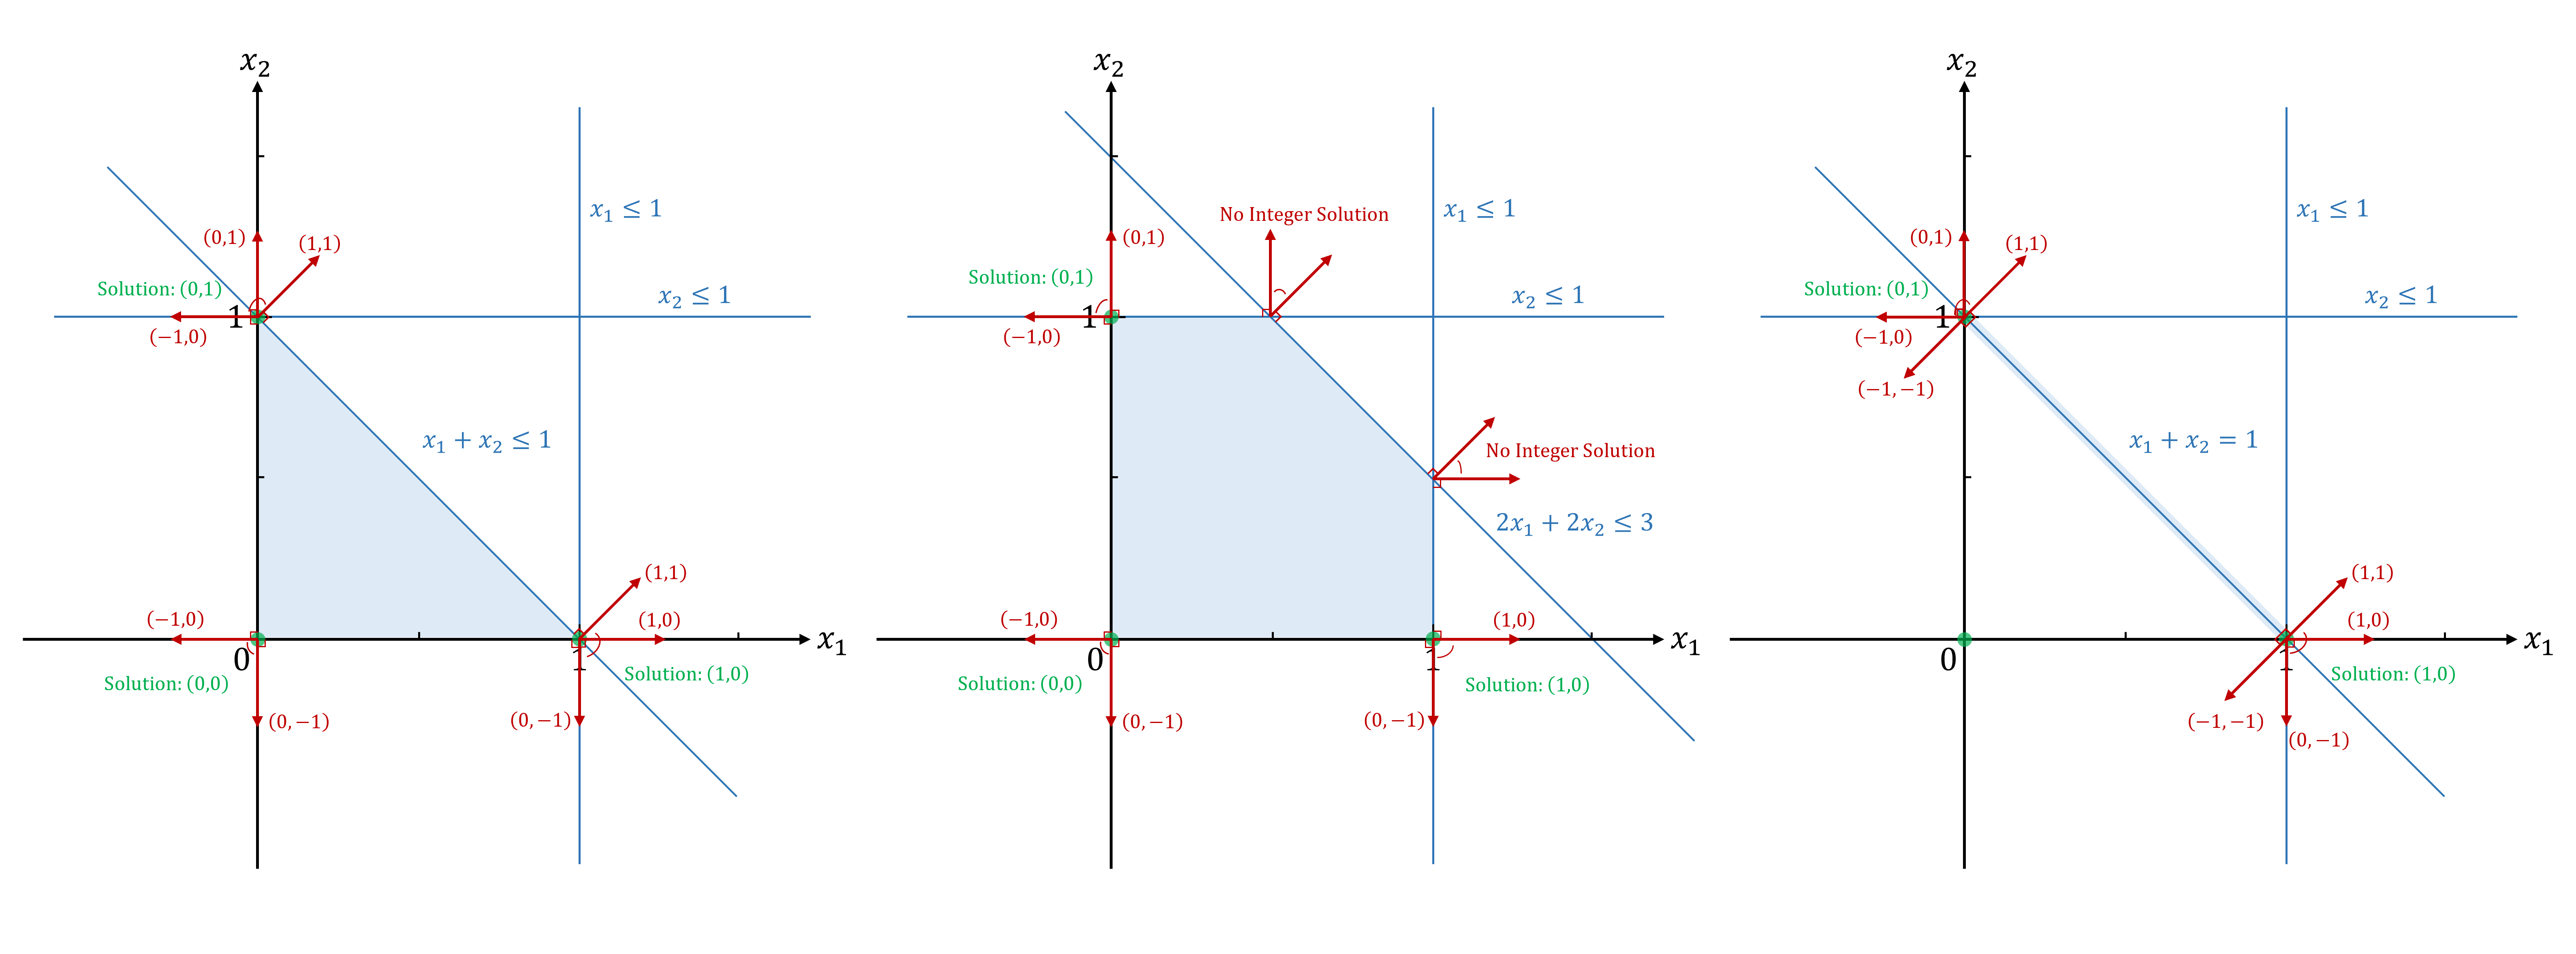 x₂
x₁ ≤ 1
(0,1)
(1,1)
Solution: (0,1)
x₂ ≤ 1
1
(−1,0)
x₁ + x₂ ≤ 1
(1,1)
(−1,0)
(1,0)
x₁
0
1
Solution: (0,0)
Solution: (1,0)
(0,−1)
(0,−1)
x₂
x₁ ≤ 1
No Integer Solution
(0,1)
Solution: (0,1)
x₂ ≤ 1
1
(−1,0)
No Integer Solution
2x₁ + 2x₂ ≤ 3
(−1,0)
(1,0)
x₁
0
1
Solution: (0,0)
Solution: (1,0)
(0,−1)
(0,−1)
x₂
x₁ ≤ 1
(0,1)
(1,1)
Solution: (0,1)
x₂ ≤ 1
1
(−1,0)
(−1,−1)
x₁ + x₂ = 1
(1,1)
(1,0)
x₁
0
1
Solution: (1,0)
(−1,−1)
(0,−1)